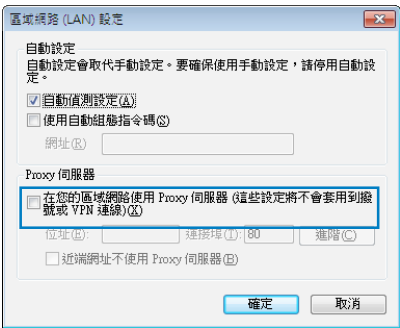 區域網路 (LAN) 設定
自動設定
自動設定會取代手動設定。要確保使用手動設定，請停用自動設
定。
自動偵測設定(A)
使用自動組態指令碼(S)
網址(R)
Proxy 伺服器
在您的區域網路使用 Proxy 伺服器 (這些設定將不會套用到撥
號或 VPN 連線)(X)
位址(E): 連接埠(T): 80 進階(C)
近端網址不使用 Proxy 伺服器(B)
確定 取消